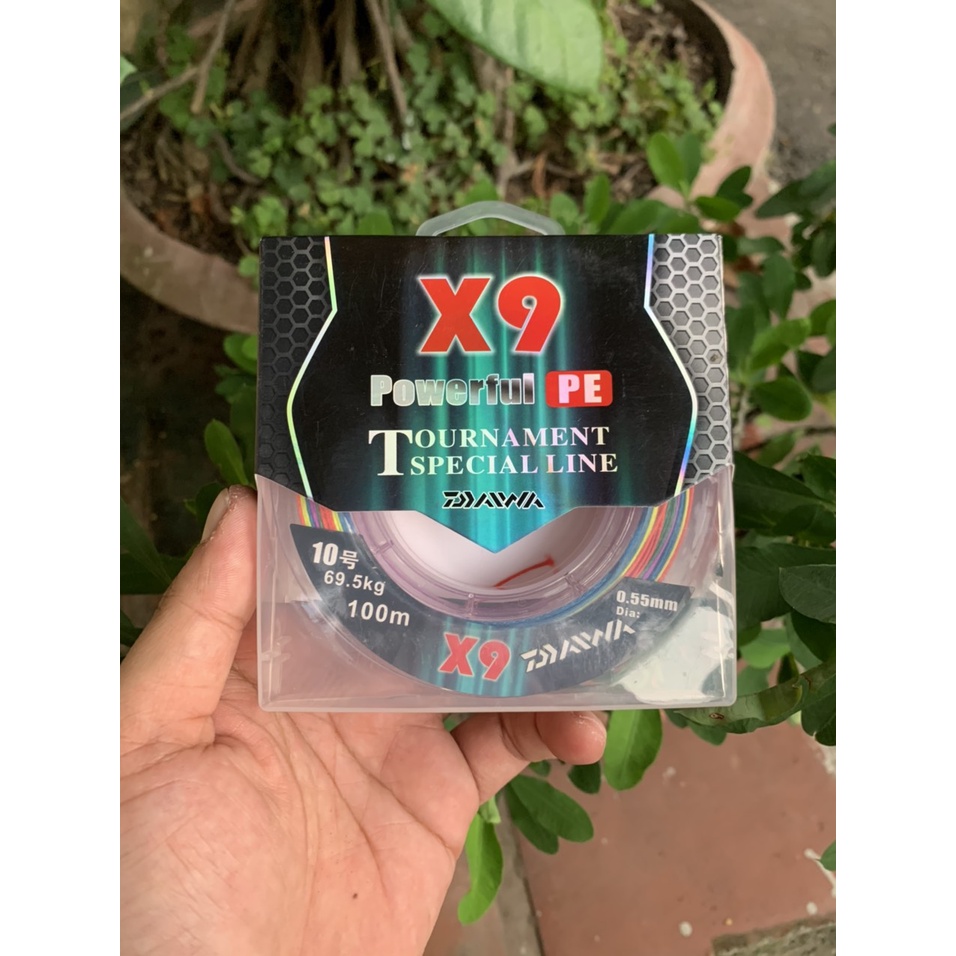 X9
Powerful PE
TOURNAMENT
SPECIAL LINE
DAIWA
10号
69.5kg
100m
X9 DAIWA
0.55mm
Dia: